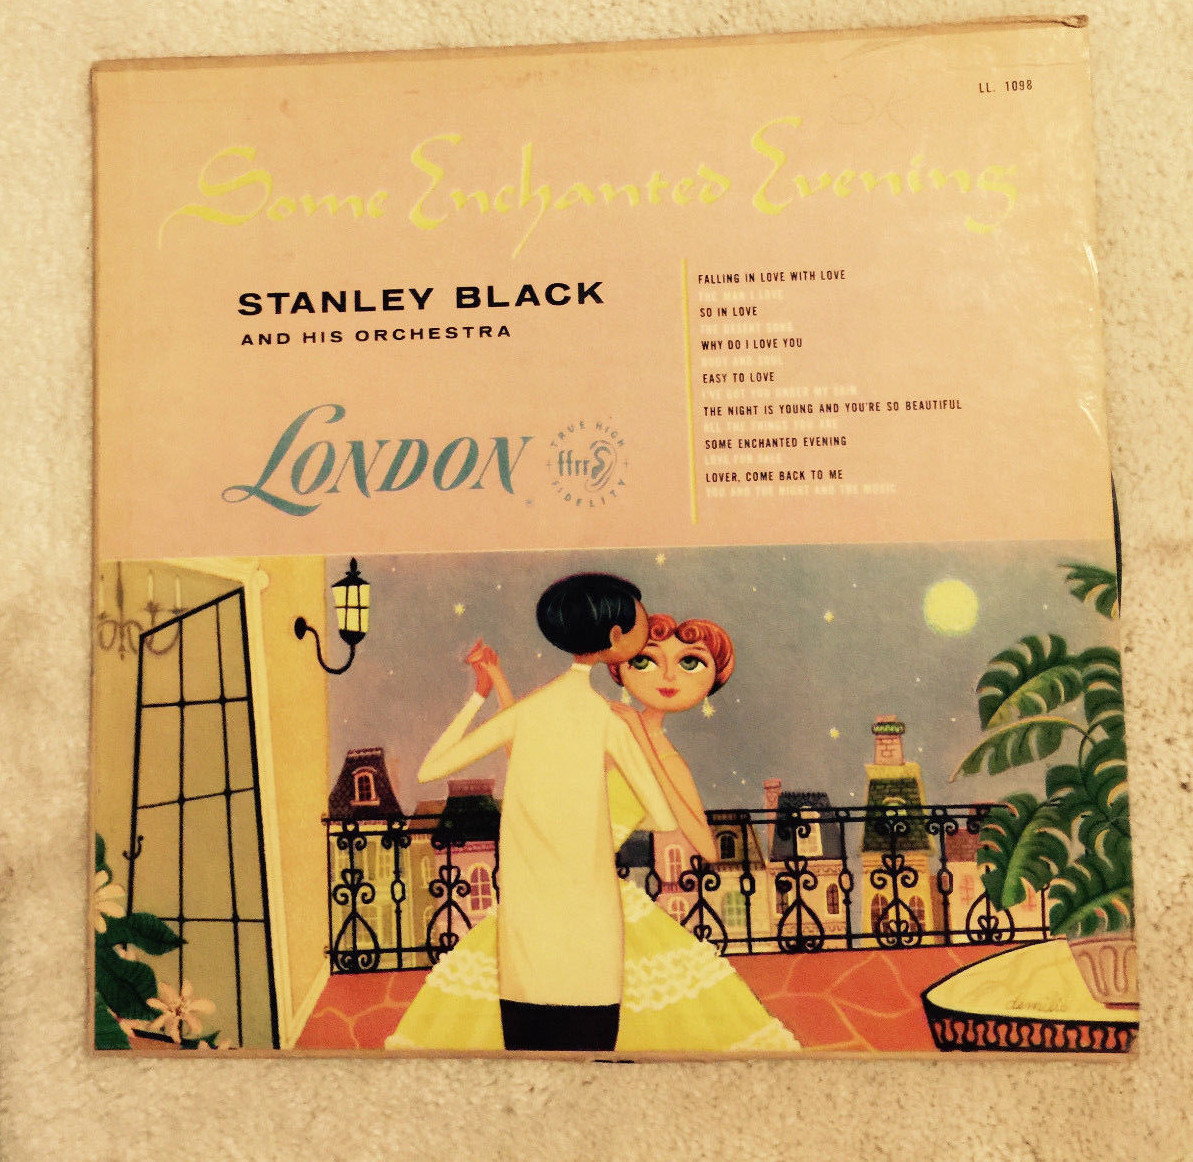 LL. 1098
OK
Some Enchanted Evening
STANLEY BLACK
AND HIS ORCHESTRA
LONDON
TRUE HIGH
ffrr
FIDELITY
FALLING IN LOVE WITH LOVE
THE MAN I LOVE
SO IN LOVE
THE DESERT SONG
WHY DO I LOVE YOU
BODY AND SOUL
EASY TO LOVE
I'VE GOT YOU UNDER MY SKIN
THE NIGHT IS YOUNG AND YOU'RE SO BEAUTIFUL
ALL THE THINGS YOU ARE
SOME ENCHANTED EVENING
LOVE FOR SALE
LOVER, COME BACK TO ME
YOU AND THE NIGHT AND THE MUSIC